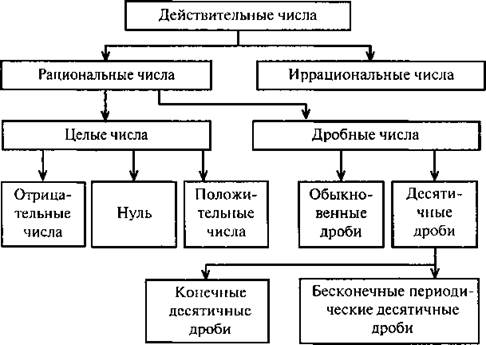 Действительные числа
Рациональные числа
Иррациональные числа
Целые числа
Дробные числа
Отрица-
тельные
числа
Нуль
Положи-
тельные
числа
Обыкно-
венные
дроби
Десяти-
чные
дроби
Конечные
десятичные
дроби
Бесконечные периоди-
ческие десятичные
дроби